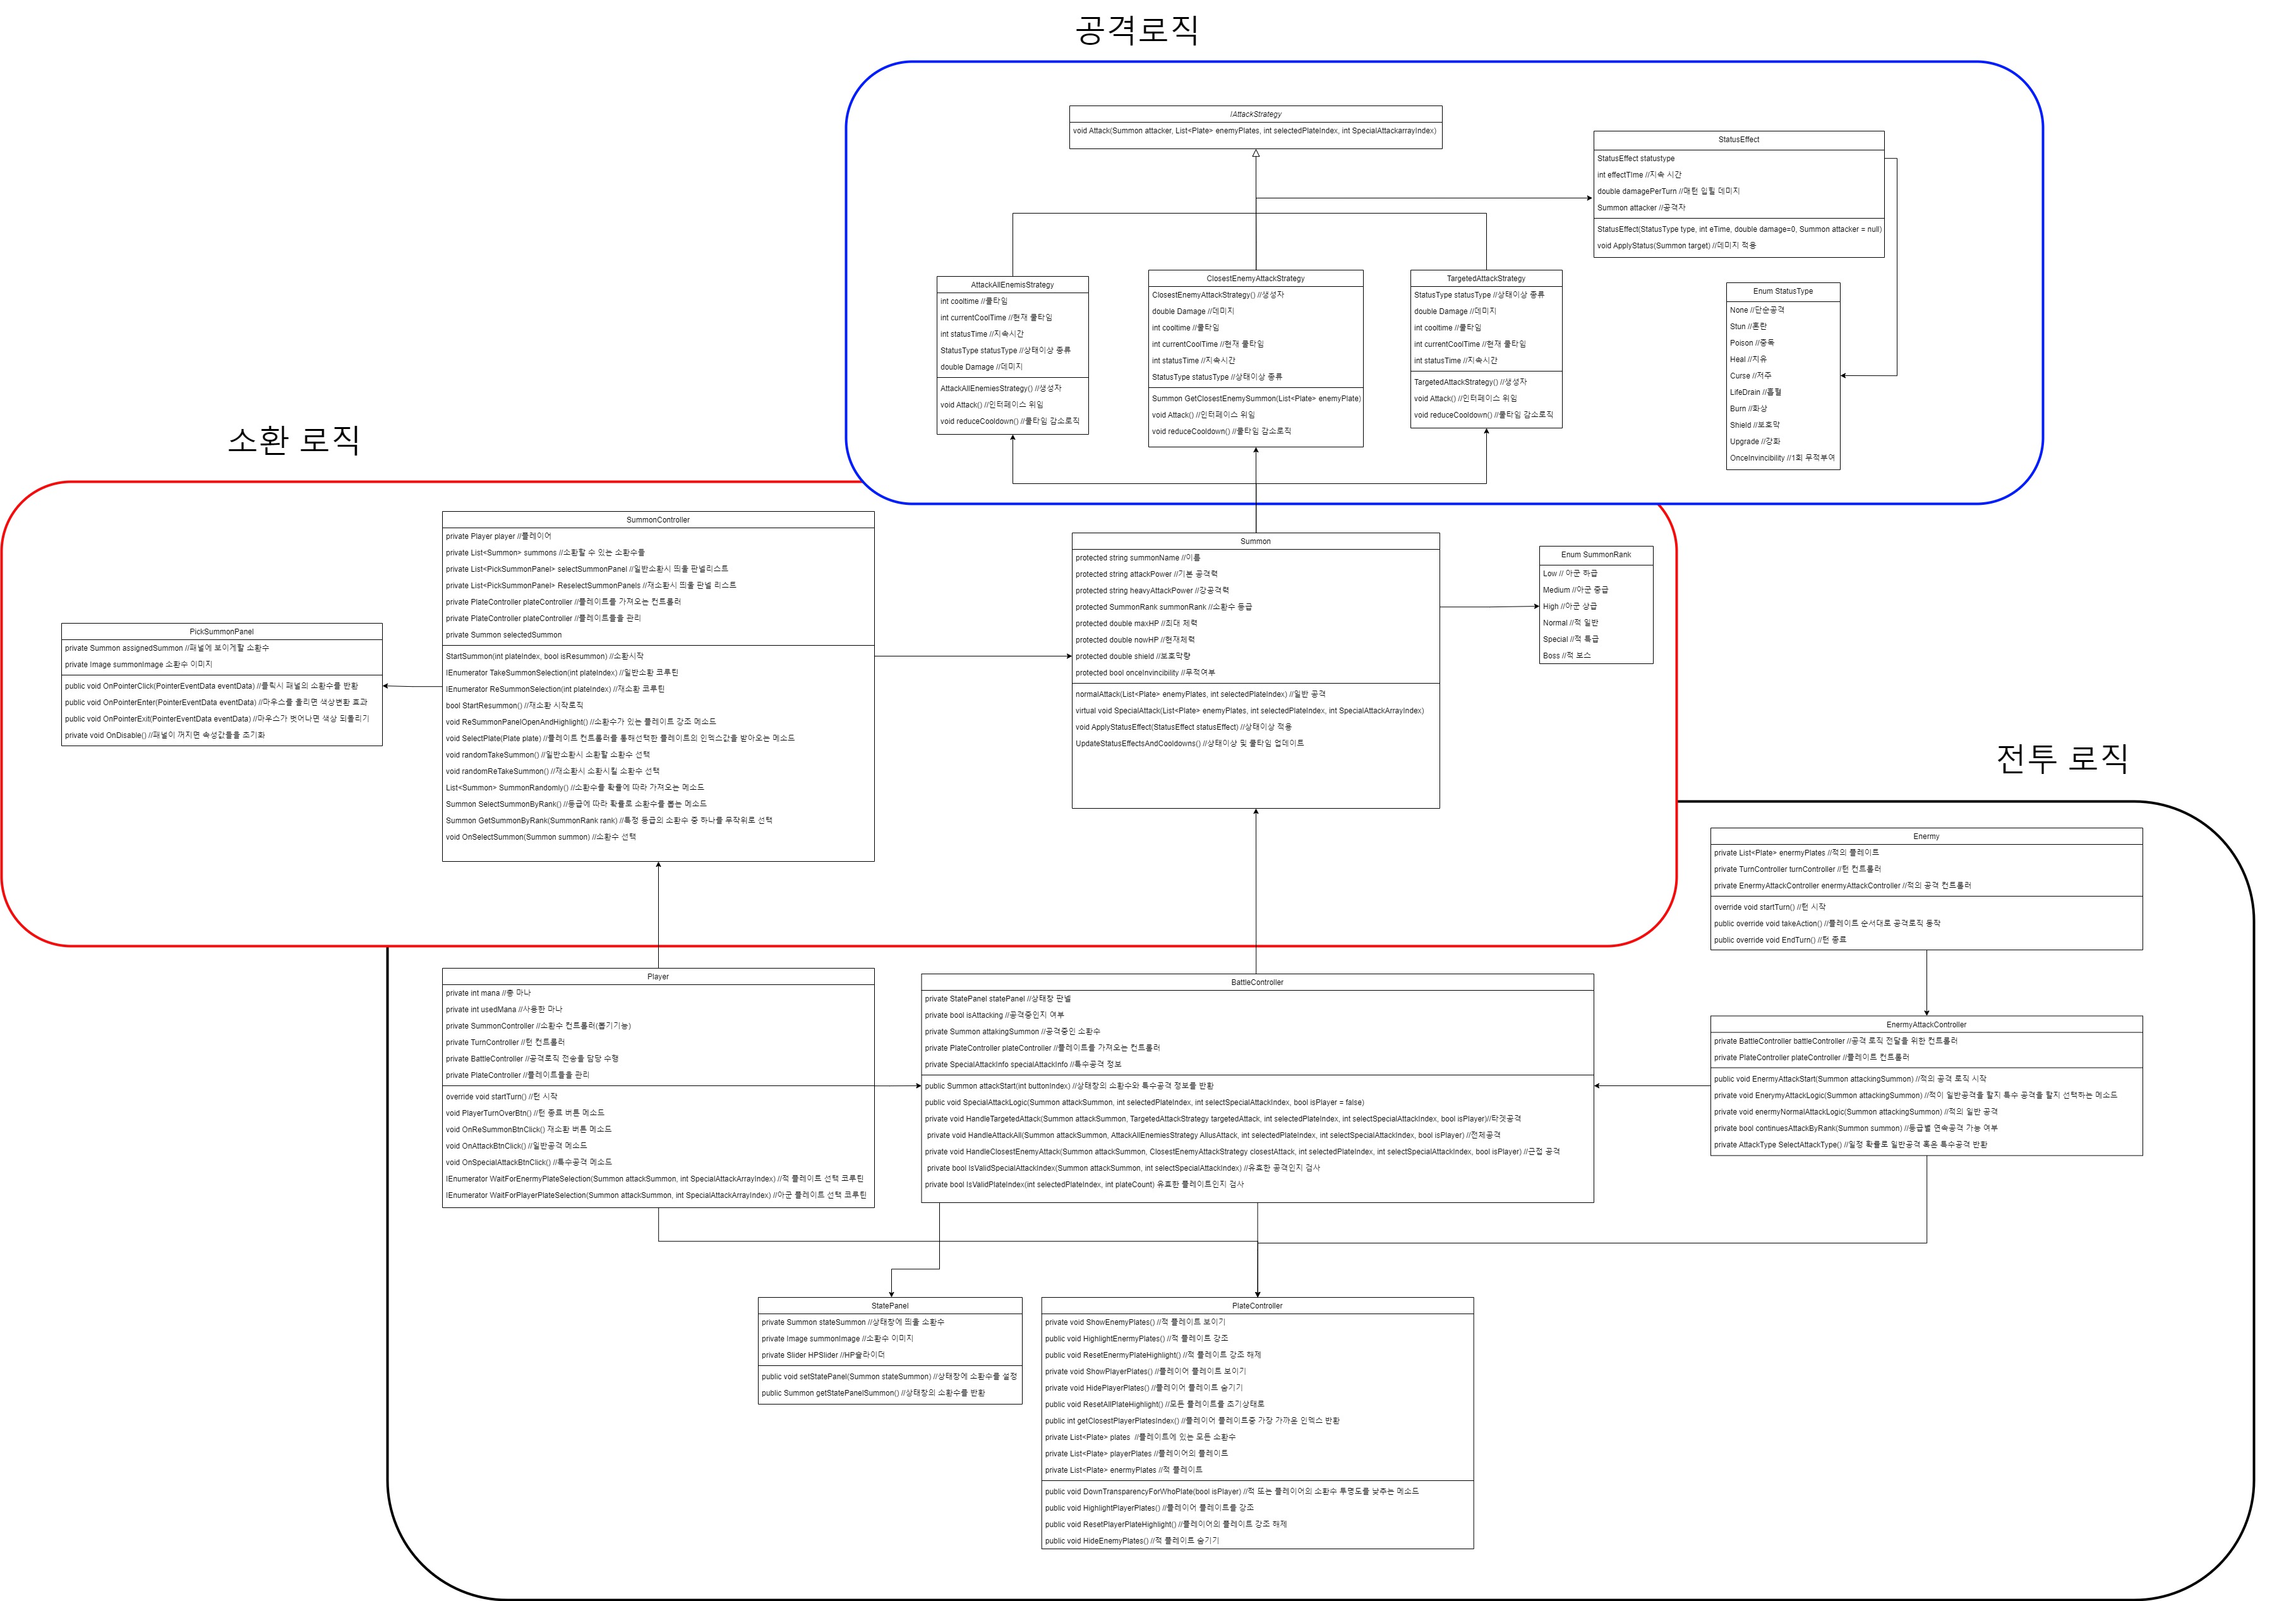 공격로직
IAttackStrategy
void Attack(Summon attacker, List<Plate> enemyPlates, int selectedPlateIndex, int SpecialAttackarrayIndex)
StatusEffect
StatusEffect statustype
int effectTIme //지속 시간
double damagePerTurn //매턴 입힐 데미지
Summon attacker //공격자
StatusEffect(StatusType type, int eTime, double damage=0, Summon attacker = null)
void ApplyStatus(Summon target) //데미지 적용
AttackAllEnemisStrategy
int cooltime //쿨타임
int currentCoolTime //현재 쿨타임
int statusTime //지속시간
StatusType statusType //상태이상 종류
double Damage //데미지
AttackAllEnemiesStrategy() //생성자
void Attack() //인터페이스 위임
void reduceCooldown() //쿨타임 감소로직
ClosestEnemyAttackStrategy
ClosestEnemyAttackStrategy() //생성자
double Damage //데미지
int cooltime //쿨타임
int currentCoolTime //현재 쿨타임
int statusTime //지속시간
StatusType statusType //상태이상 종류
Summon GetClosestEnemySummon(List<Plate> enemyPlate)
void Attack() //인터페이스 위임
void reduceCooldown() //쿨타임 감소로직
TargetedAttackStrategy
StatusType statusType //상태이상 종류
double Damage //데미지
int cooltime //쿨타임
int currentCoolTime //현재 쿨타임
int statusTime //지속시간
TargetedAttackStrategy() //생성자
void Attack() //인터페이스 위임
void reduceCooldown() //쿨타임 감소로직
Enum StatusType
None //단순공격
Stun //혼란
Poison //중독
Heal //치유
Curse //저주
LifeDrain //흡혈
Burn //화상
Shield //보호막
Upgrade //강화
OnceInvincibility //1회 무적부여
소환 로직
SummonController
private Player player //플레이어
private List<Summon> summons //소환할 수 있는 소환수들
private List<PickSummonPanel> selectSummonPanel //일반소환시 띄울 판넬리스트
private List<PickSummonPanel> ReselectSummonPanels //재소환시 띄울 판넬 리스트
private PlateController plateController //플레이트를 가져오는 컨트롤러
private PlateController plateController //플레이트들을 관리
private Summon selectedSummon
StartSummon(int plateIndex, bool isResummon) //소환시작
IEnumerator TakeSummonSelection(int plateIndex) //일반소환 코루틴
IEnumerator ReSummonSelection(int plateIndex) //재소환 코루틴
bool StartResummon() //재소환 시작로직
void ReSummonPanelOpenAndHighlight() //소환수가 있는 플레이트 강조 메소드
void SelectPlate(Plate plate) //플레이트 컨트롤러를 통해선택한 플레이트의 인덱스값을 받아오는 메소드
void randomTakeSummon() //일반소환시 소환할 소환수 선택
void randomReTakeSummon() //재소환시 소환시킬 소환수 선택
List<Summon> SummonRandomly() //소환수를 확률에 따라 가져오는 메소드
Summon SelectSummonByRank() //등급에 따라 확률로 소환수를 뽑는 메소드
Summon GetSummonByRank(SummonRank rank) //특정 등급의 소환수 중 하나를 무작위로 선택
void OnSelectSummon(Summon summon) //소환수 선택
PickSummonPanel
private Summon assignedSummon //패널에 보이게할 소환수
private Image summonImage 소환수 이미지
public void OnPointerClick(PointerEventData eventData) //클릭시 패널의 소환수를 반환
public void OnPointerEnter(PointerEventData eventData) //마우스를 올리면 색상변환 효과
public void OnPointerExit(PointerEventData eventData) //마우스가 벗어나면 색상 되돌리기
private void OnDisable() //패널이 꺼지면 속성값들을 초기화
Summon
protected string summonName //이름
protected string attackPower //기본 공격력
protected string heavyAttackPower //강공격력
protected SummonRank summonRank //소환수 등급
protected double maxHP //최대 체력
protected double nowHP //현재체력
protected double shield //보호막량
protected bool onceInvincibility //무적여부
normalAttack(List<Plate> enemyPlates, int selectedPlateIndex) //일반 공격
virtual void SpecialAttack(List<Plate> enemyPlates, int selectedPlateIndex, int SpecialAttackArrayIndex)
void ApplyStatusEffect(StatusEffect statusEffect) //상태이상 적용
UpdateStatusEffectsAndCooldowns() //상태이상 및 쿨타임 업데이트
Enum SummonRank
Low // 아군 하급
Medium //아군 중급
High //아군 상급
Normal //적 일반
Special //적 특급
Boss //적 보스
전투 로직
Enermy
private List<Plate> enermyPlates //적의 플레이트
private TurnController turnController //턴 컨트롤러
private EnermyAttackController enermyAttackController //적의 공격 컨트롤러
override void startTurn() //턴 시작
public override void takeAction() //플레이트 순서대로 공격로직 동작
public override void EndTurn() //턴 종료
Player
private int mana //총 마나
private int usedMana //사용한 마나
private SummonController //소환수 컨트롤러(뽑기기능)
private TurnController //턴 컨트롤러
private BattleController //공격로직 전송을 담당 수행
private PlateController //플레이트들을 관리
override void startTurn() //턴 시작
void PlayerTurnOverBtn() //턴 종료 버튼 메소드
void OnReSummonBtnClick() 재소환 버튼 메소드
void OnAttackBtnClick() //일반공격 메소드
void OnSpecialAttackBtnClick() //특수공격 메소드
IEnumerator WaitForEnermyPlateSelection(Summon attackSummon, int SpecialAttackArrayIndex) //적 플레이트 선택 코루틴
IEnumerator WaitForPlayerPlateSelection(Summon attackSummon, int SpecialAttackArrayIndex) //아군 플레이트 선택 코루틴
BattleController
private StatePanel statePanel //상태창 판넬
private bool isAttacking //공격중인지 여부
private Summon attakingSummon //공격중인 소환수
private PlateController plateController //플레이트를 가져오는 컨트롤러
private SpecialAttackInfo specialAttackInfo //특수공격 정보
public Summon attackStart(int buttonIndex) //상태창의 소환수와 특수공격 정보를 반환
public void SpecialAttackLogic(Summon attackSummon, int selectedPlateIndex, int selectSpecialAttackIndex, bool isPlayer = false)
private void HandleTargetedAttack(Summon attackSummon, TargetedAttackStrategy targetedAttack, int selectedPlateIndex, int selectSpecialAttackIndex, bool isPlayer)//타겟공격
private void HandleAttackAll(Summon attackSummon, AttackAllEnemiesStrategy AllusAttack, int selectedPlateIndex, int selectSpecialAttackIndex, bool isPlayer) //전체공격
private void HandleClosestEnemyAttack(Summon attackSummon, ClosestEnemyAttackStrategy closestAttack, int selectedPlateIndex, int selectSpecialAttackIndex, bool isPlayer) //근접 공격
private bool IsValidSpecialAttackIndex(Summon attackSummon, int selectSpecialAttackIndex) //유효한 공격인지 검사
private bool IsValidPlateIndex(int selectedPlateIndex, int plateCount) 유효한 플레이트인지 검사
EnermyAttackController
private BattleController battleController //공격 로직 전달을 위한 컨트롤러
private PlateController plateController //플레이트 컨트롤러
public void EnermyAttackStart(Summon attackingSummon) //적의 공격 로직 시작
private void EnerymyAttackLogic(Summon attackingSummon) //적이 일반공격을 할지 특수 공격을 할지 선택하는 메소드
private void enermyNormalAttackLogic(Summon attackingSummon) //적의 일반 공격
private bool continuesAttackByRank(Summon summon) //등급별 연속공격 가능 여부
private AttackType SelectAttackType() //일정 확률로 일반공격 혹은 특수공격 반환
StatePanel
private Summon stateSummon //상태창에 띄울 소환수
private Image summonImage //소환수 이미지
private Slider HPSlider //HP슬라이더
public void setStatePanel(Summon stateSummon) //상태창에 소환수를 설정
public Summon getStatePanelSummon() //상태창의 소환수를 반환
PlateController
private void ShowEnemyPlates() //적 플레이트 보이기
public void HighlightEnermyPlates() //적 플레이트 강조
public void ResetEnermyPlateHighlight() //적 플레이트 강조 해제
private void ShowPlayerPlates() //플레이어 플레이트 보이기
private void HidePlayerPlates() //플레이어 플레이트 숨기기
public void ResetAllPlateHighlight() //모든 플레이트를 초기상태로
public int getClosestPlayerPlatesIndex() //플레이어 플레이트중 가장 가까운 인덱스 반환
private List<Plate> plates //플레이트에 있는 모든 소환수
private List<Plate> playerPlates //플레이어의 플레이트
private List<Plate> enermyPlates //적 플레이트
public void DownTransparencyForWhoPlate(bool isPlayer) //적 또는 플레이어의 소환수 투명도를 낮추는 메소드
public void HighlightPlayerPlates() //플레이어 플레이트를 강조
public void ResetPlayerPlateHighlight() //플레이어의 플레이트 강조 해제
public void HideEnemyPlates() //적 플레이트 숨기기